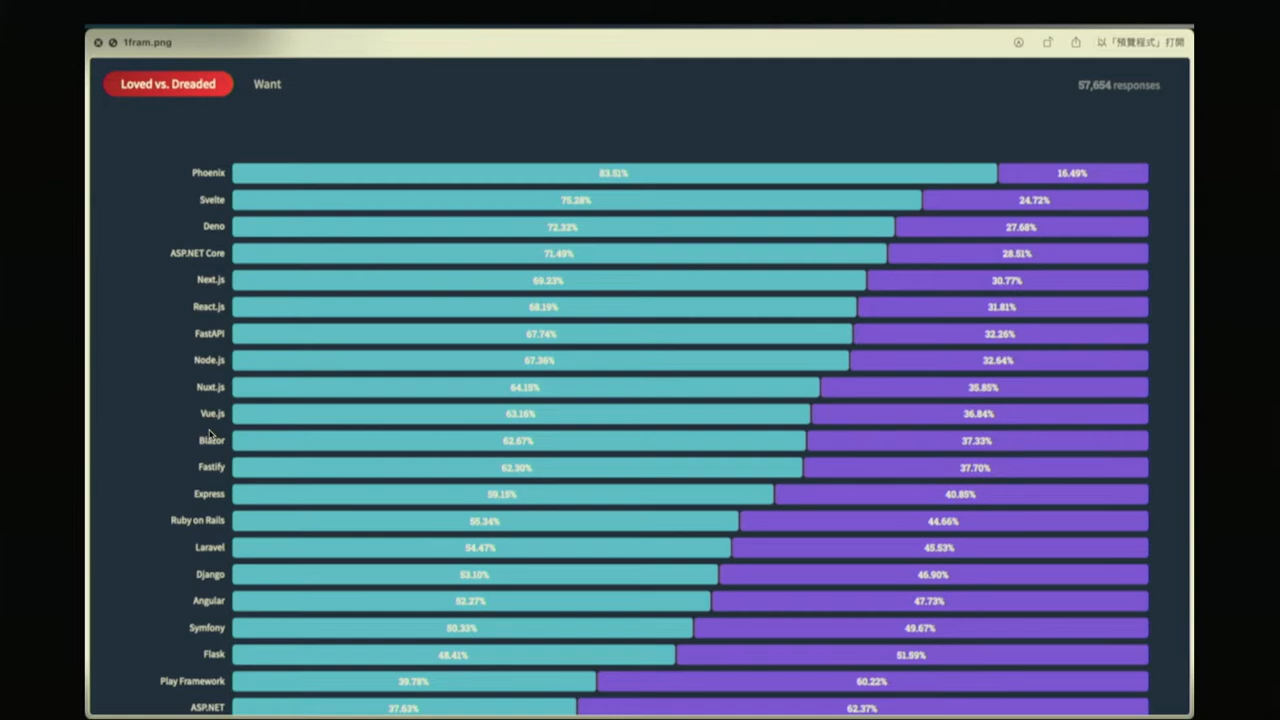 1fram.png
以「預覽程式」打開
Loved vs. Dreaded
Want
57,654 responses
Phoenix 83.51% 16.49%
Svelte 75.28% 24.72%
Deno 72.32% 27.68%
ASP.NET Core 71.49% 28.51%
Next.js 69.23% 30.77%
React.js 68.19% 31.81%
FastAPI 67.74% 32.26%
Node.js 67.36% 32.64%
Nuxt.js 64.15% 35.85%
Vue.js 63.16% 36.84%
Blazor 62.67% 37.33%
Fastify 62.30% 37.70%
Express 59.15% 40.85%
Ruby on Rails 55.34% 44.66%
Laravel 54.47% 45.53%
Django 53.10% 46.90%
Angular 52.27% 47.73%
Symfony 50.33% 49.67%
Flask 48.41% 51.59%
Play Framework 39.78% 60.22%
ASP.NET 37.63% 62.37%